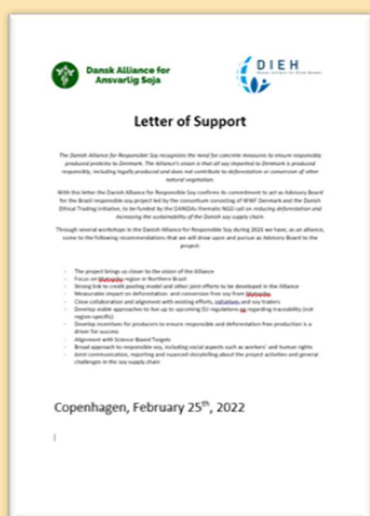 Dansk Alliance for
Ansvarlig Soja
DIEH
Letter of Support
The Danish Alliance for Responsible Soy recognizes the need for concrete measures to ensure responsibly
produced proteins to Denmark. The Alliance's vision is that all soy imported to Denmark is produced
responsibly, including legally produced and does not contribute to deforestation or conversion of other
natural vegetation.
With this letter the Danish Alliance for Responsible Soy confirms its commitment to act as Advisory Board
for the Brazil responsible soy project led by the consortium consisting of WWF Denmark and the Danish
Ethical Trading Initiative, to be funded by the DANIDAs thematic NGO call on reducing deforestation and
increasing the sustainability of the Danish soy supply chain.
Through several workshops in the Danish Alliance for Responsible Soy during 2021 we have, as an alliance,
come to the following recommendations that we will draw upon and pursue as Advisory Board to the
project:
- The project brings us closer to the vision of the Alliance
- Focus on Matopiba region in Northern Brazil
- Strong link to credit pooling model and other joint efforts to be developed in the Alliance
- Measurable impact on deforestation- and conversion-free soy from Matopiba
- Close collaboration and alignment with existing efforts, initiatives and soy traders
- Develop viable approaches to live up to upcoming EU regulations eg regarding traceability (not
region-specific)
- Develop incentives for producers to ensure responsible and deforestation-free production is a
driver for success
- Alignment with Science-Based Targets
- Broad approach to responsible soy, including social aspects such as workers' and human rights
- Joint communication, reporting and nuanced storytelling about the project activities and general
challenges in the soy supply chain
Copenhagen, February 25th, 2022